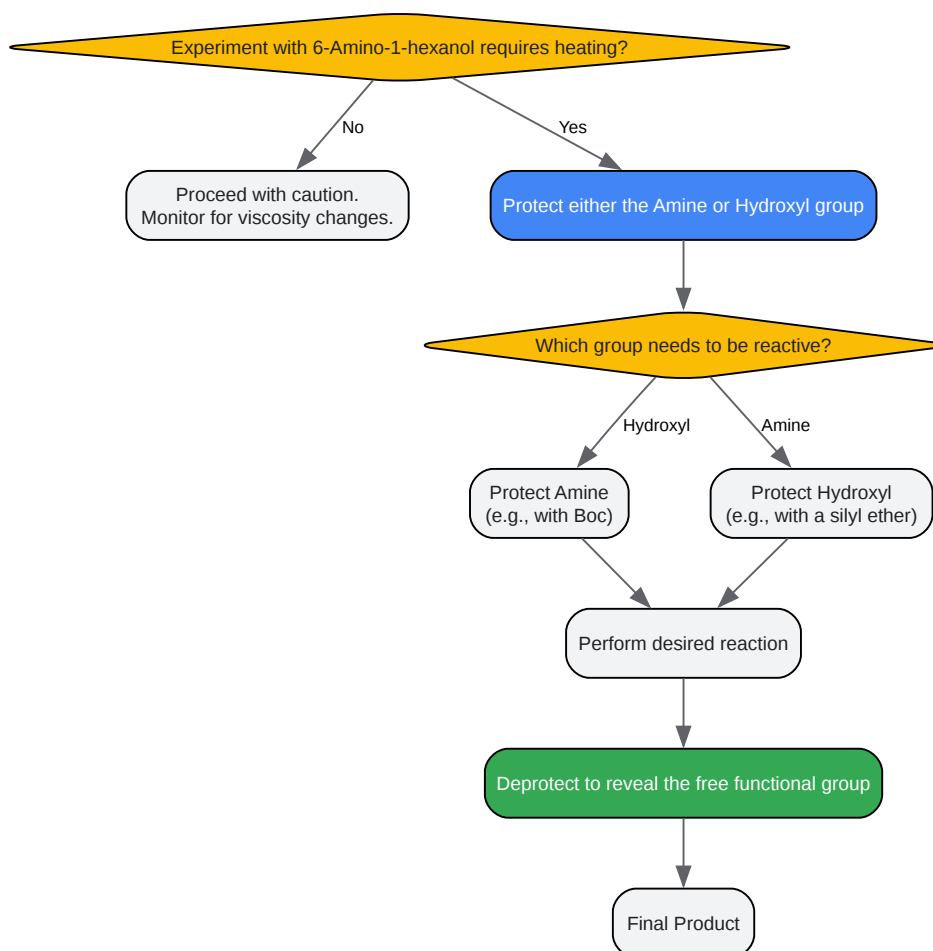 Experiment with 6-Amino-1-hexanol requires heating?
No
Yes
Proceed with caution.
Monitor for viscosity changes.
Protect either the Amine or Hydroxyl group
Which group needs to be reactive?
Hydroxyl
Amine
Protect Amine
(e.g., with Boc)
Protect Hydroxyl
(e.g., with a silyl ether)
Perform desired reaction
Deprotect to reveal the free functional group
Final Product